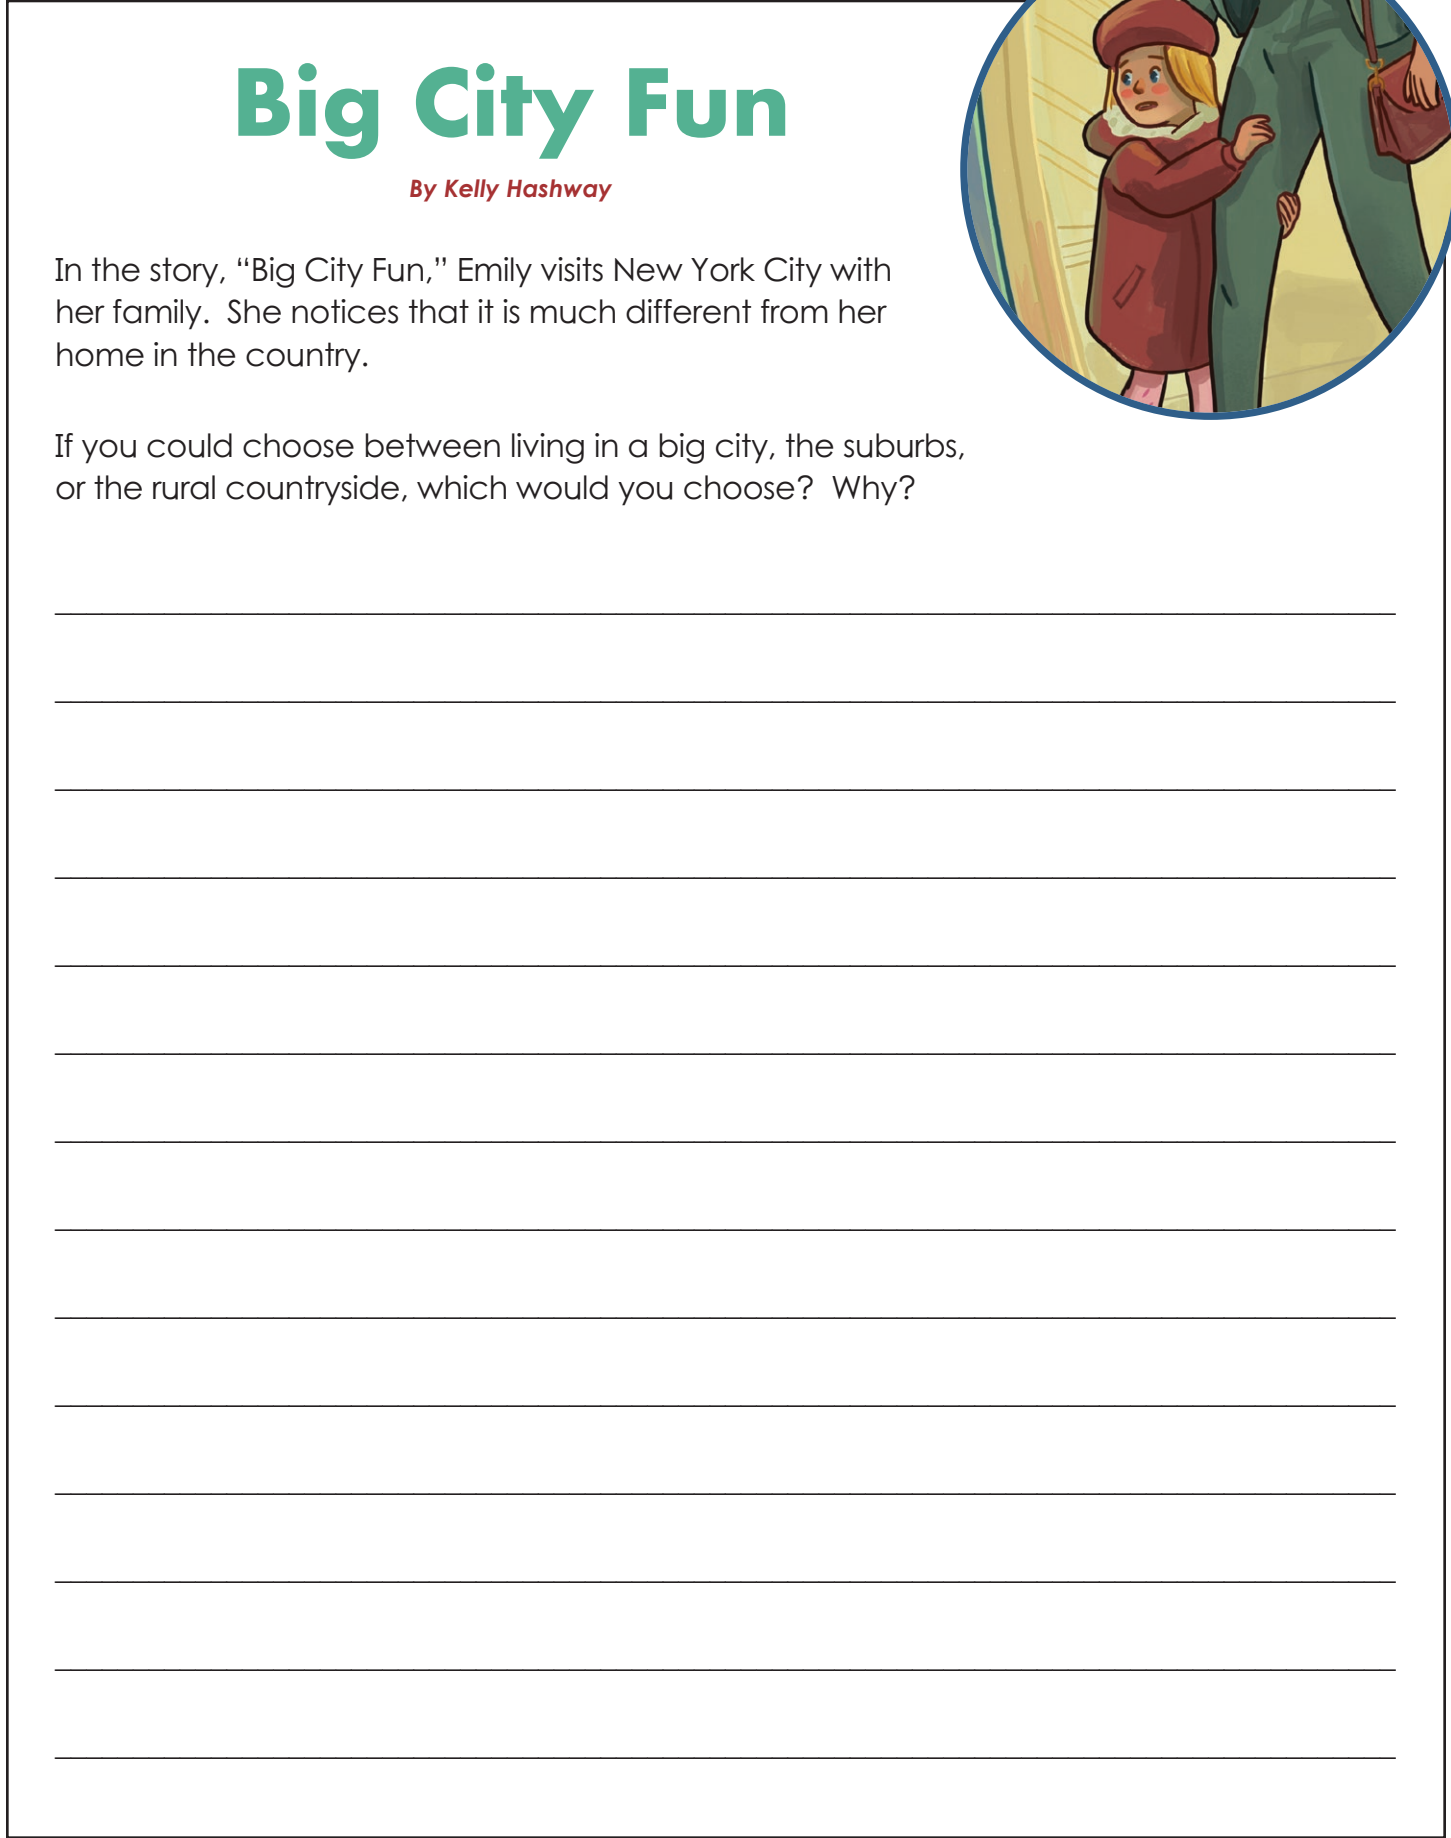 Big City Fun
By Kelly Hashway
In the story, “Big City Fun,” Emily visits New York City with
her family.  She notices that it is much different from her
home in the country.
If you could choose between living in a big city, the suburbs,
or the rural countryside, which would you choose?  Why?